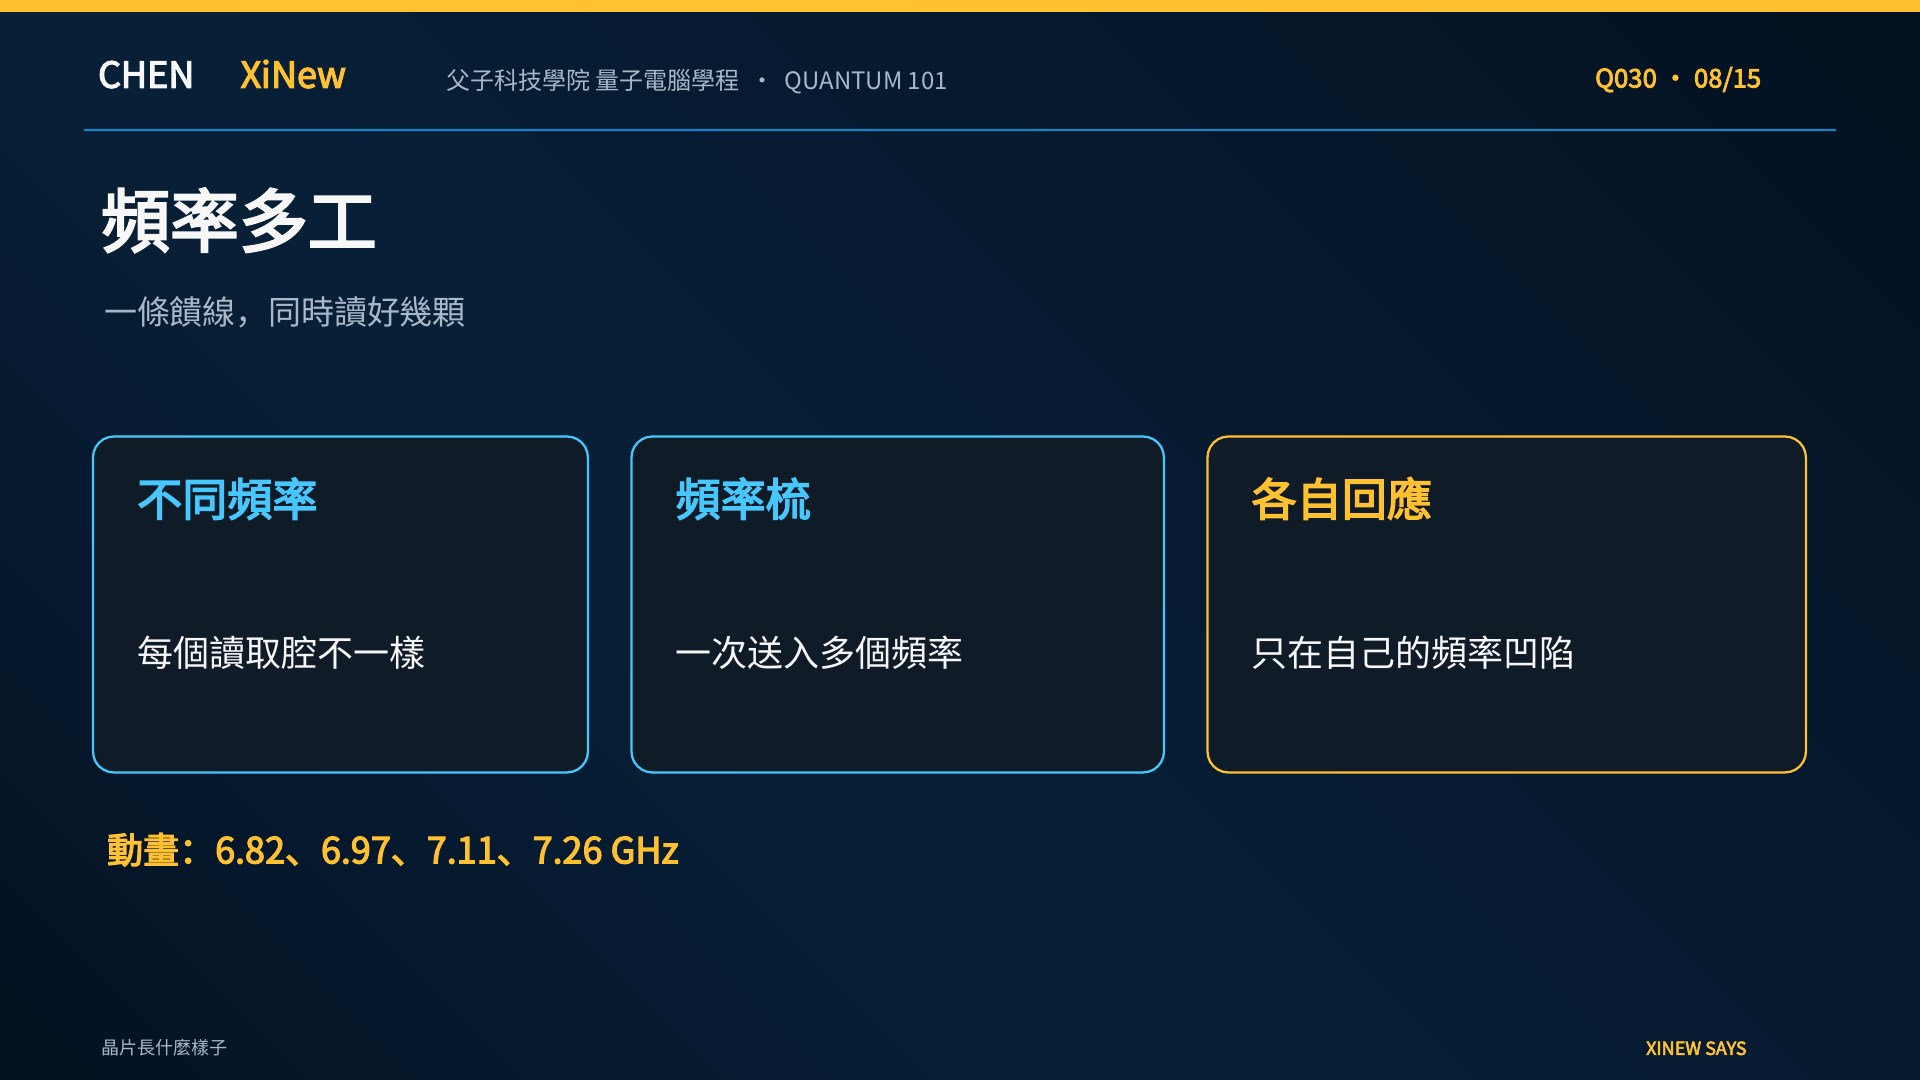 CHEN XiNew 父子科技學院 量子電腦學程 · QUANTUM 101 Q030 · 08/15
頻率多工
一條饋線，同時讀好幾顆
不同頻率
每個讀取腔不一樣
頻率梳
一次送入多個頻率
各自回應
只在自己的頻率凹陷
動畫：6.82、6.97、7.11、7.26 GHz
晶片長什麼樣子
XINEW SAYS